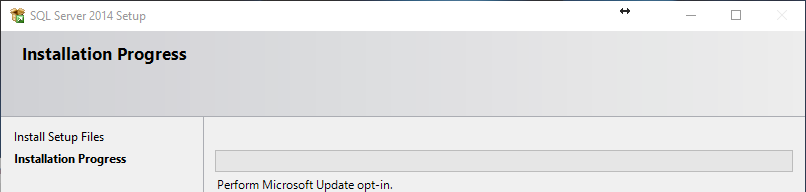 SQL Server 2014 Setup
Installation Progress
Install Setup Files
Installation Progress
Perform Microsoft Update opt-in.